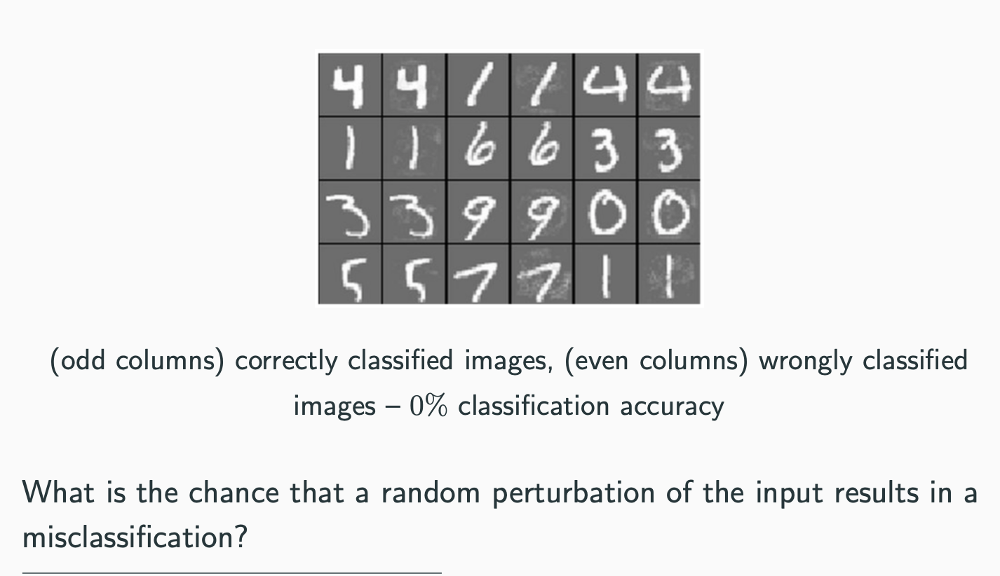 4 4 1 1 4 4
1 1 6 6 3 3
3 3 9 9 0 0
5 5 7 7 1 1
(odd columns) correctly classified images, (even columns) wrongly classified
images – 0% classification accuracy
What is the chance that a random perturbation of the input results in a
misclassification?